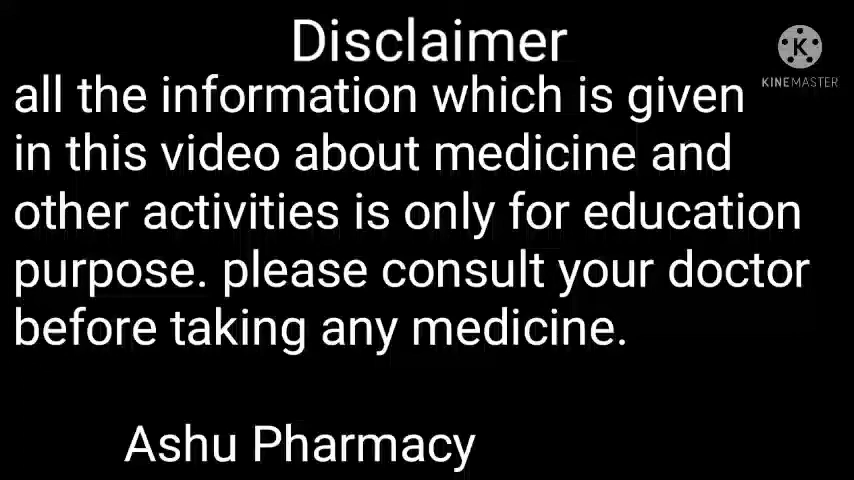 Disclaimer
K
KINEMASTER
all the information which is given
in this video about medicine and
other activities is only for education
purpose. please consult your doctor
before taking any medicine.
Ashu Pharmacy